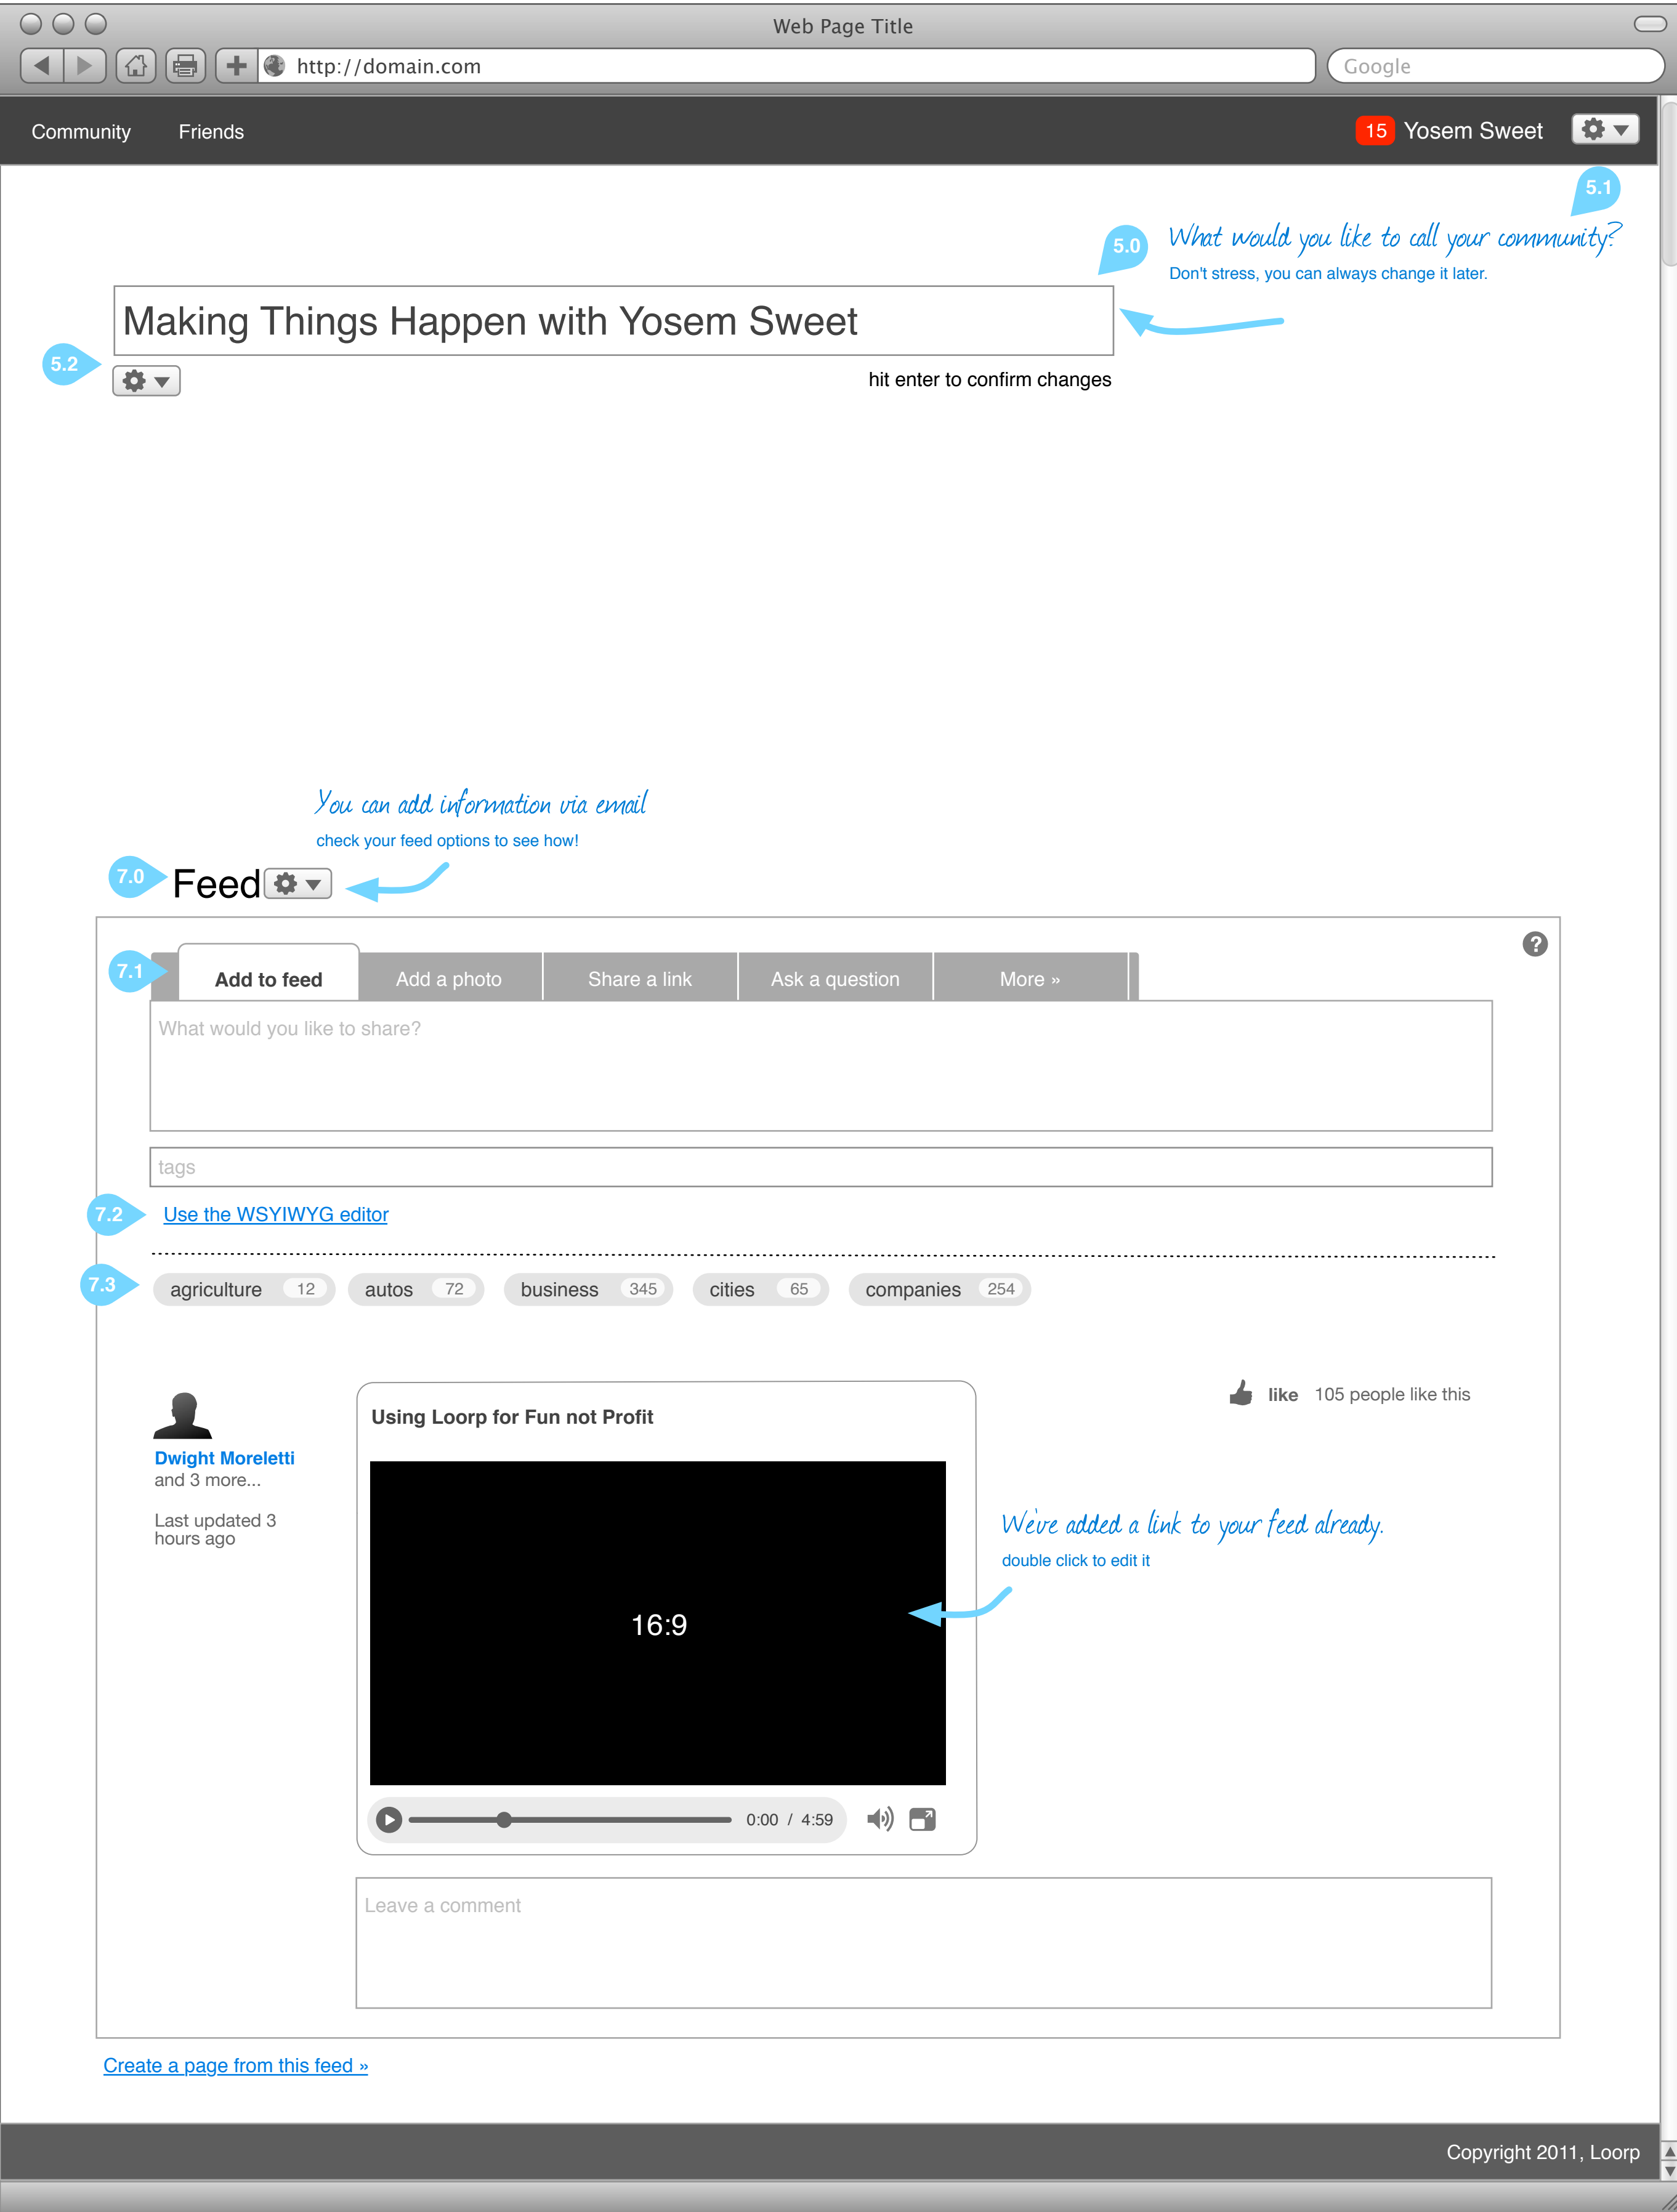 Web Page Title
http://domain.com
Google
Community
Friends
15
Yosem Sweet
5.1
5.0
What would you like to call your community?
Don't stress, you can always change it later.
Making Things Happen with Yosem Sweet
5.2
hit enter to confirm changes
You can add information via email
check your feed options to see how!
7.0
Feed
?
7.1
Add to feed
Add a photo
Share a link
Ask a question
More »
What would you like to share?
tags
7.2
Use the WSYIWYG editor
7.3
agriculture 12
autos 72
business 345
cities 65
companies 254
like 105 people like this
Using Loorp for Fun not Profit
Dwight Moreletti
and 3 more...
Last updated 3
hours ago
We've added a link to your feed already.
double click to edit it
16:9
0:00 / 4:59
Leave a comment
Create a page from this feed »
Copyright 2011, Loorp